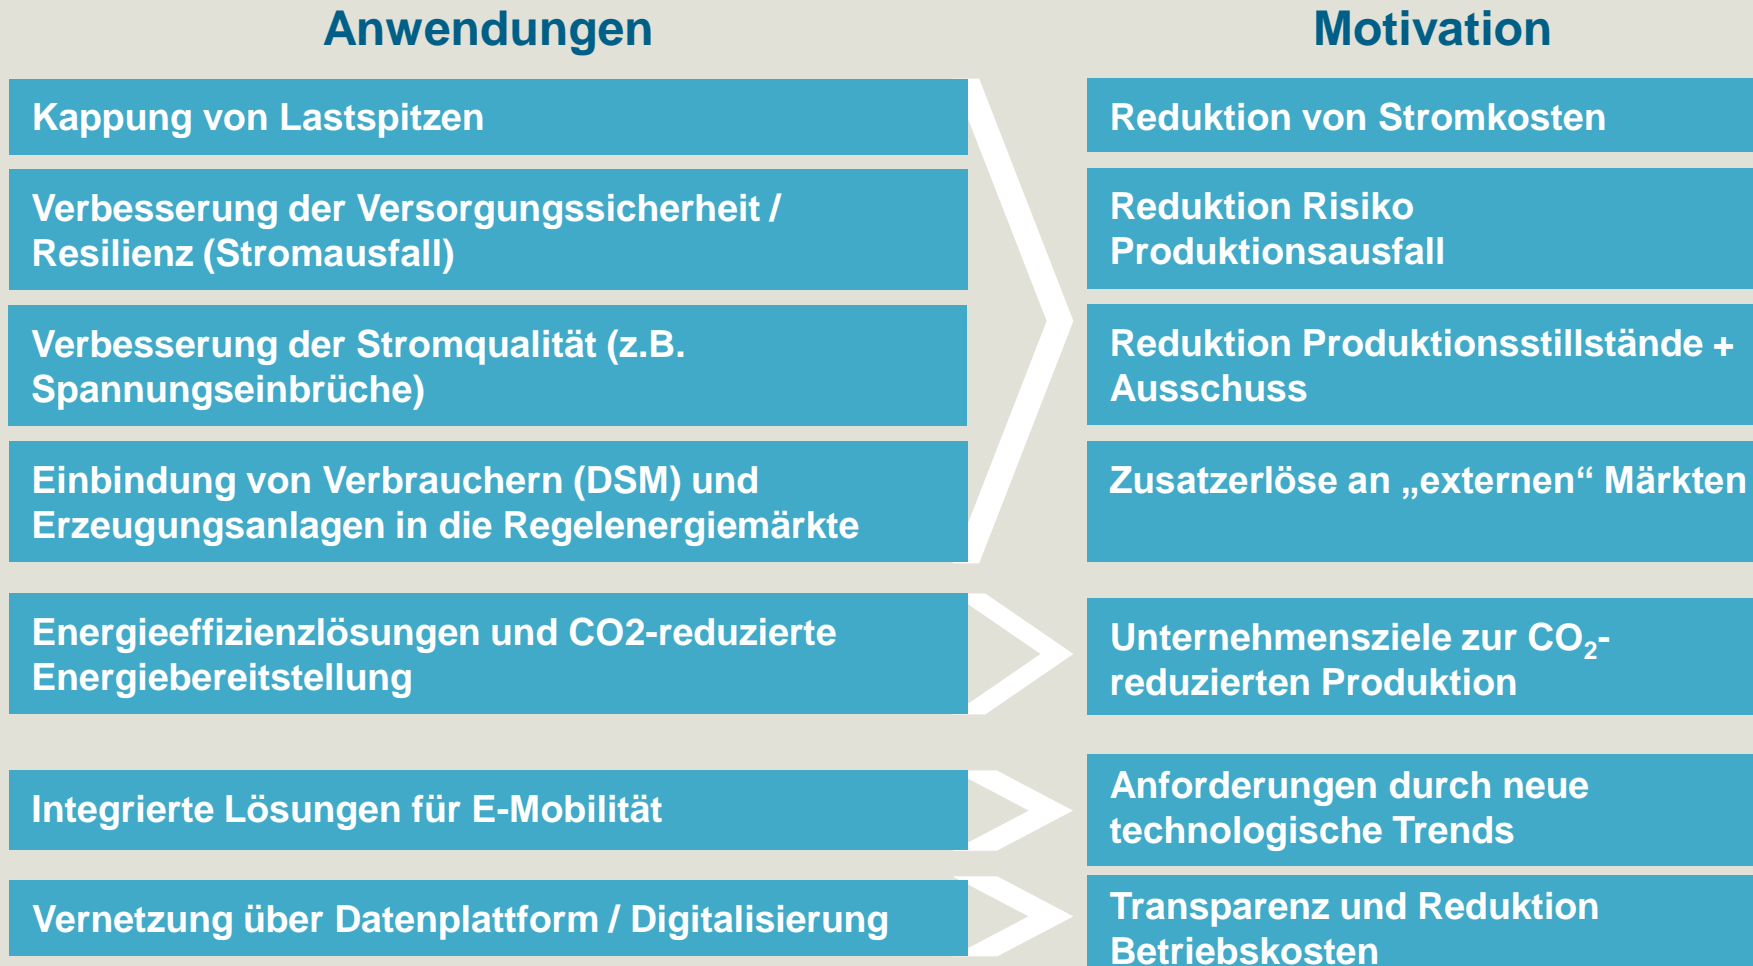 Anwendungen
Motivation
Kappung von Lastspitzen
Reduktion von Stromkosten
Verbesserung der Versorgungssicherheit /
Resilienz (Stromausfall)
Reduktion Risiko
Produktionsausfall
Verbesserung der Stromqualität (z.B.
Spannungseinbrüche)
Reduktion Produktionsstillstände +
Ausschuss
Einbindung von Verbrauchern (DSM) und
Erzeugungsanlagen in die Regelenergiemärkte
Zusatzerlöse an „externen“ Märkten
Energieeffizienzlösungen und CO2-reduzierte
Energiebereitstellung
Unternehmensziele zur CO₂-
reduzierten Produktion
Integrierte Lösungen für E-Mobilität
Anforderungen durch neue
technologische Trends
Vernetzung über Datenplattform / Digitalisierung
Transparenz und Reduktion
Betriebskosten